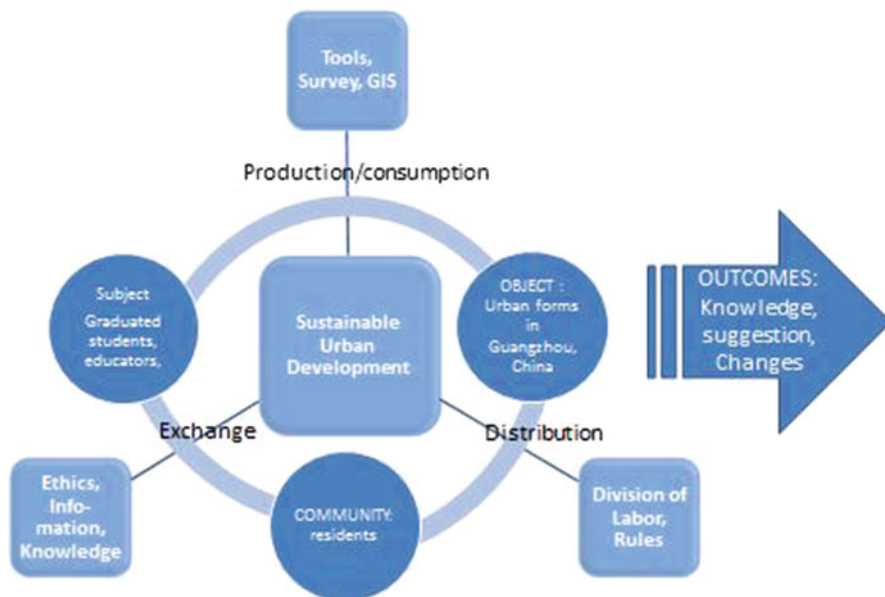 Tools,
Survey, GIS
Production/consumption
Subject
Graduated
students,
educators,
Sustainable
Urban
Development
OBJECT :
Urban forms
in
Guangzhou,
China
OUTCOMES:
Knowledge,
suggestion,
Changes
Exchange
Distribution
Ethics,
Info-
mation,
Knowledge
COMMUNITY:
residents
Division of
Labor,
Rules